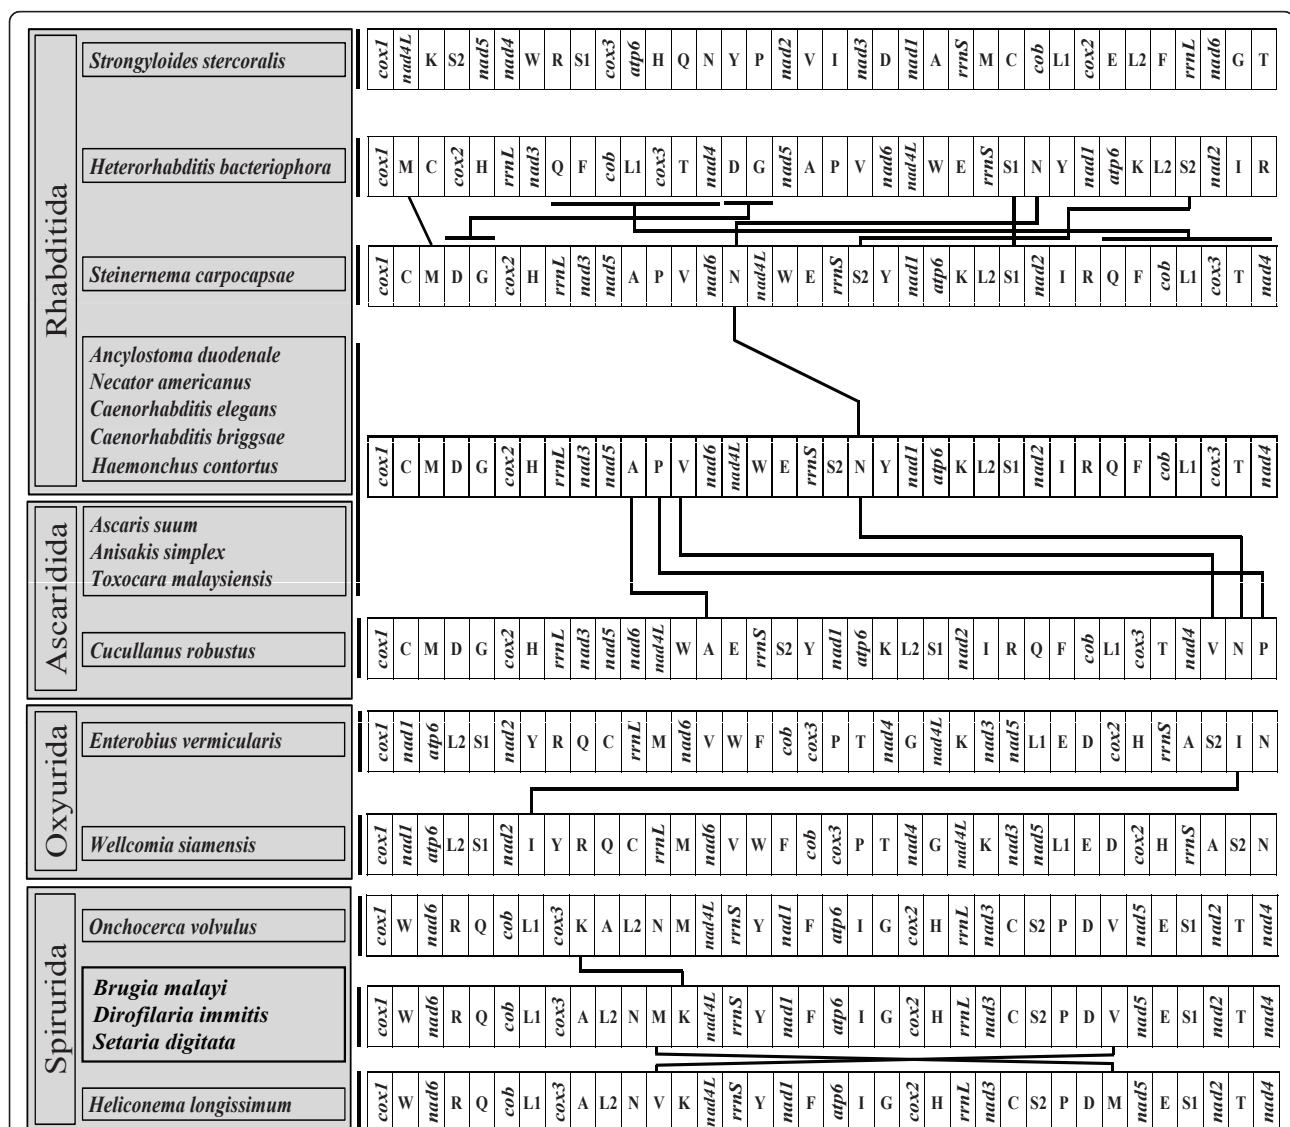 Rhabditida
Strongyloides stercoralis
cox1 nad4L K S2 nad5 nad4 W R S1 cox3 atp6 H Q N Y P nad2 V I nad3 D nad1 A rrnS M C cob L1 cox2 E L2 F rrnL nad6 G T
Heterorhabditis bacteriophora
cox1 M C cox2 H rrnL nad3 Q F cob L1 cox3 T nad4 D G nad5 A P V nad6 nad4L W E rrnS S1 N Y nad1 atp6 K L2 S2 nad2 I R
Steinernema carpocapsae
cox1 C M D G cox2 H rrnL nad3 nad5 A P V nad6 N nad4L W E rrnS S2 Y nad1 atp6 K L2 S1 nad2 I R Q F cob L1 cox3 T nad4
Ancylostoma duodenale
Necator americanus
Caenorhabditis elegans
Caenorhabditis briggsae
Haemonchus contortus
cox1 C M D G cox2 H rrnL nad3 nad5 A P V nad6 nad4L W E rrnS S2 N Y nad1 atp6 K L2 S1 nad2 I R Q F cob L1 cox3 T nad4
Ascaridida
Ascaris suum
Anisakis simplex
Toxocara malaysiensis
Cucullanus robustus
cox1 C M D G cox2 H rrnL nad3 nad5 nad6 nad4L W A E rrnS S2 Y nad1 atp6 K L2 S1 nad2 I R Q F cob L1 cox3 T nad4 V N P
Oxyurida
Enterobius vermicularis
cox1 nad1 atp6 L2 S1 nad2 Y R Q C rrnL M nad6 V W F cob cox3 P T nad4 G nad4L K nad3 nad5 L1 E D cox2 H rrnS A S2 I N
Wellcomia siamensis
cox1 nad1 atp6 L2 S1 nad2 I Y R Q C rrnL M nad6 V W F cob cox3 P T nad4 G nad4L K nad3 nad5 L1 E D cox2 H rrnS A S2 N
Spirurida
Onchocerca volvulus
cox1 W nad6 R Q cob L1 cox3 K A L2 N M nad4L rrnS Y nad1 F atp6 I G cox2 H rrnL nad3 C S2 P D V nad5 E S1 nad2 T nad4
Brugia malayi
Dirofilaria immitis
Setaria digitata
cox1 W nad6 R Q cob L1 cox3 A L2 N M K nad4L rrnS Y nad1 F atp6 I G cox2 H rrnL nad3 C S2 P D V nad5 E S1 nad2 T nad4
Heliconema longissimum
cox1 W nad6 R Q cob L1 cox3 A L2 N V K nad4L rrnS Y nad1 F atp6 I G cox2 H rrnL nad3 C S2 P D M nad5 E S1 nad2 T nad4